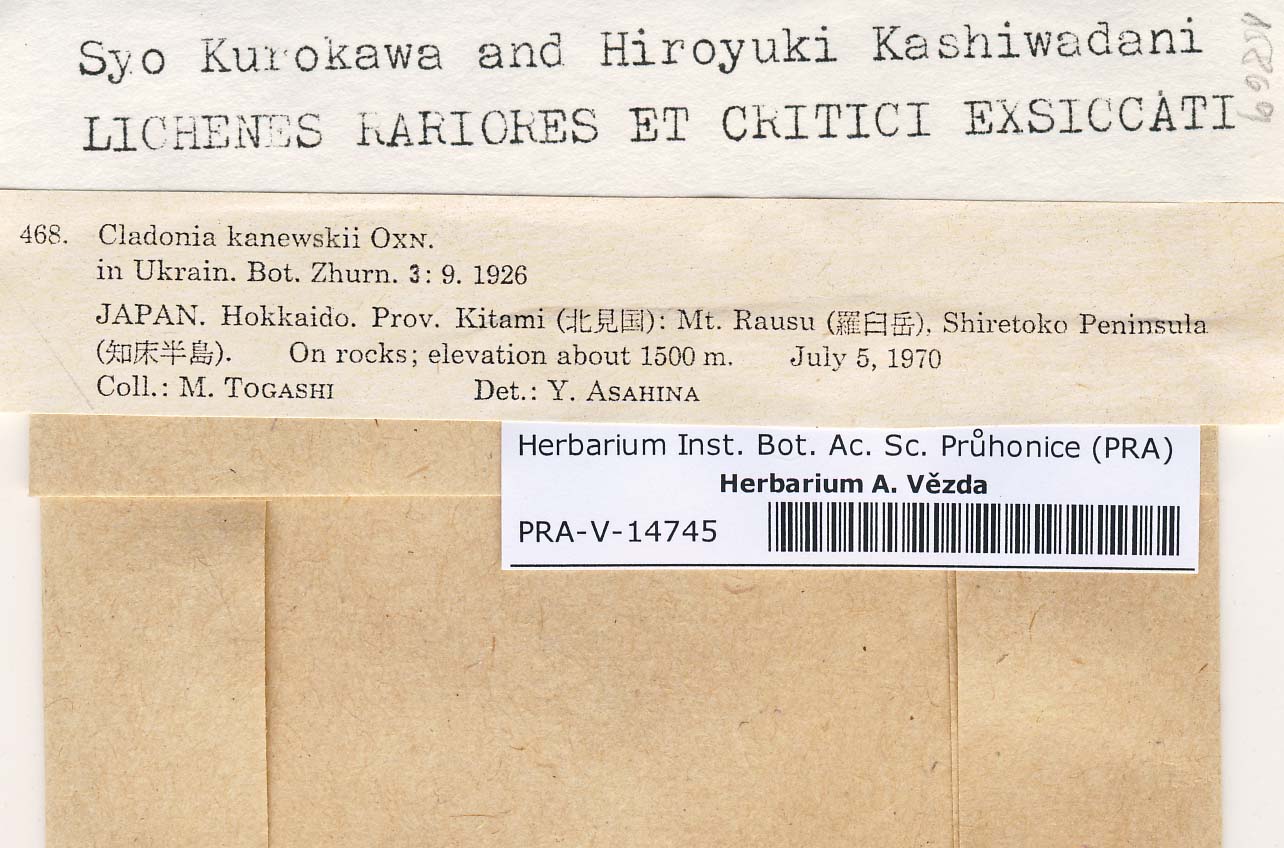 Syo Kurokawa and Hiroyuki Kashiwadani
LICHENES RARIORES ET CRITICI EXSICCATI
468. Cladonia kanewskii OXN.
in Ukrain. Bot. Zhurn. 3: 9. 1926
JAPAN. Hokkaido. Prov. Kitami (北見国): Mt. Rausu (羅臼岳), Shiretoko Peninsula
(知床半島). On rocks; elevation about 1500 m. July 5, 1970
Coll.: M. TOGASHI Det.: Y. ASAHINA
Herbarium Inst. Bot. Ac. Sc. Průhonice (PRA)
Herbarium A. Vězda
PRA-V-14745